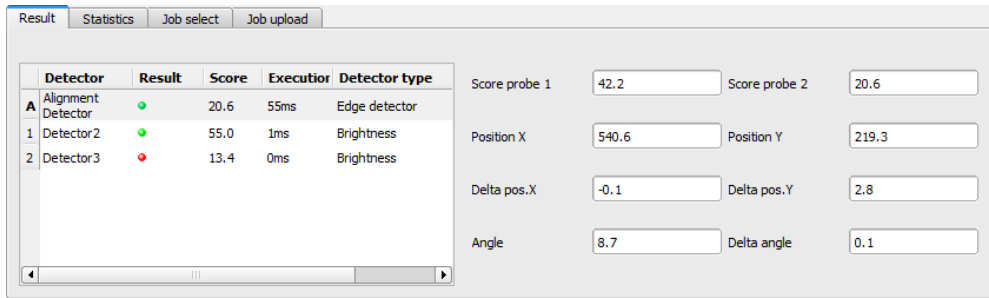 Result Statistics Job select Job upload
Detector Result Score Execution Detector type
A Alignment Detector 20.6 55ms Edge detector
1 Detector2 55.0 1ms Brightness
2 Detector3 13.4 0ms Brightness
Score probe 1 42.2 Score probe 2 20.6
Position X 540.6 Position Y 219.3
Delta pos.X -0.1 Delta pos.Y 2.8
Angle 8.7 Delta angle 0.1